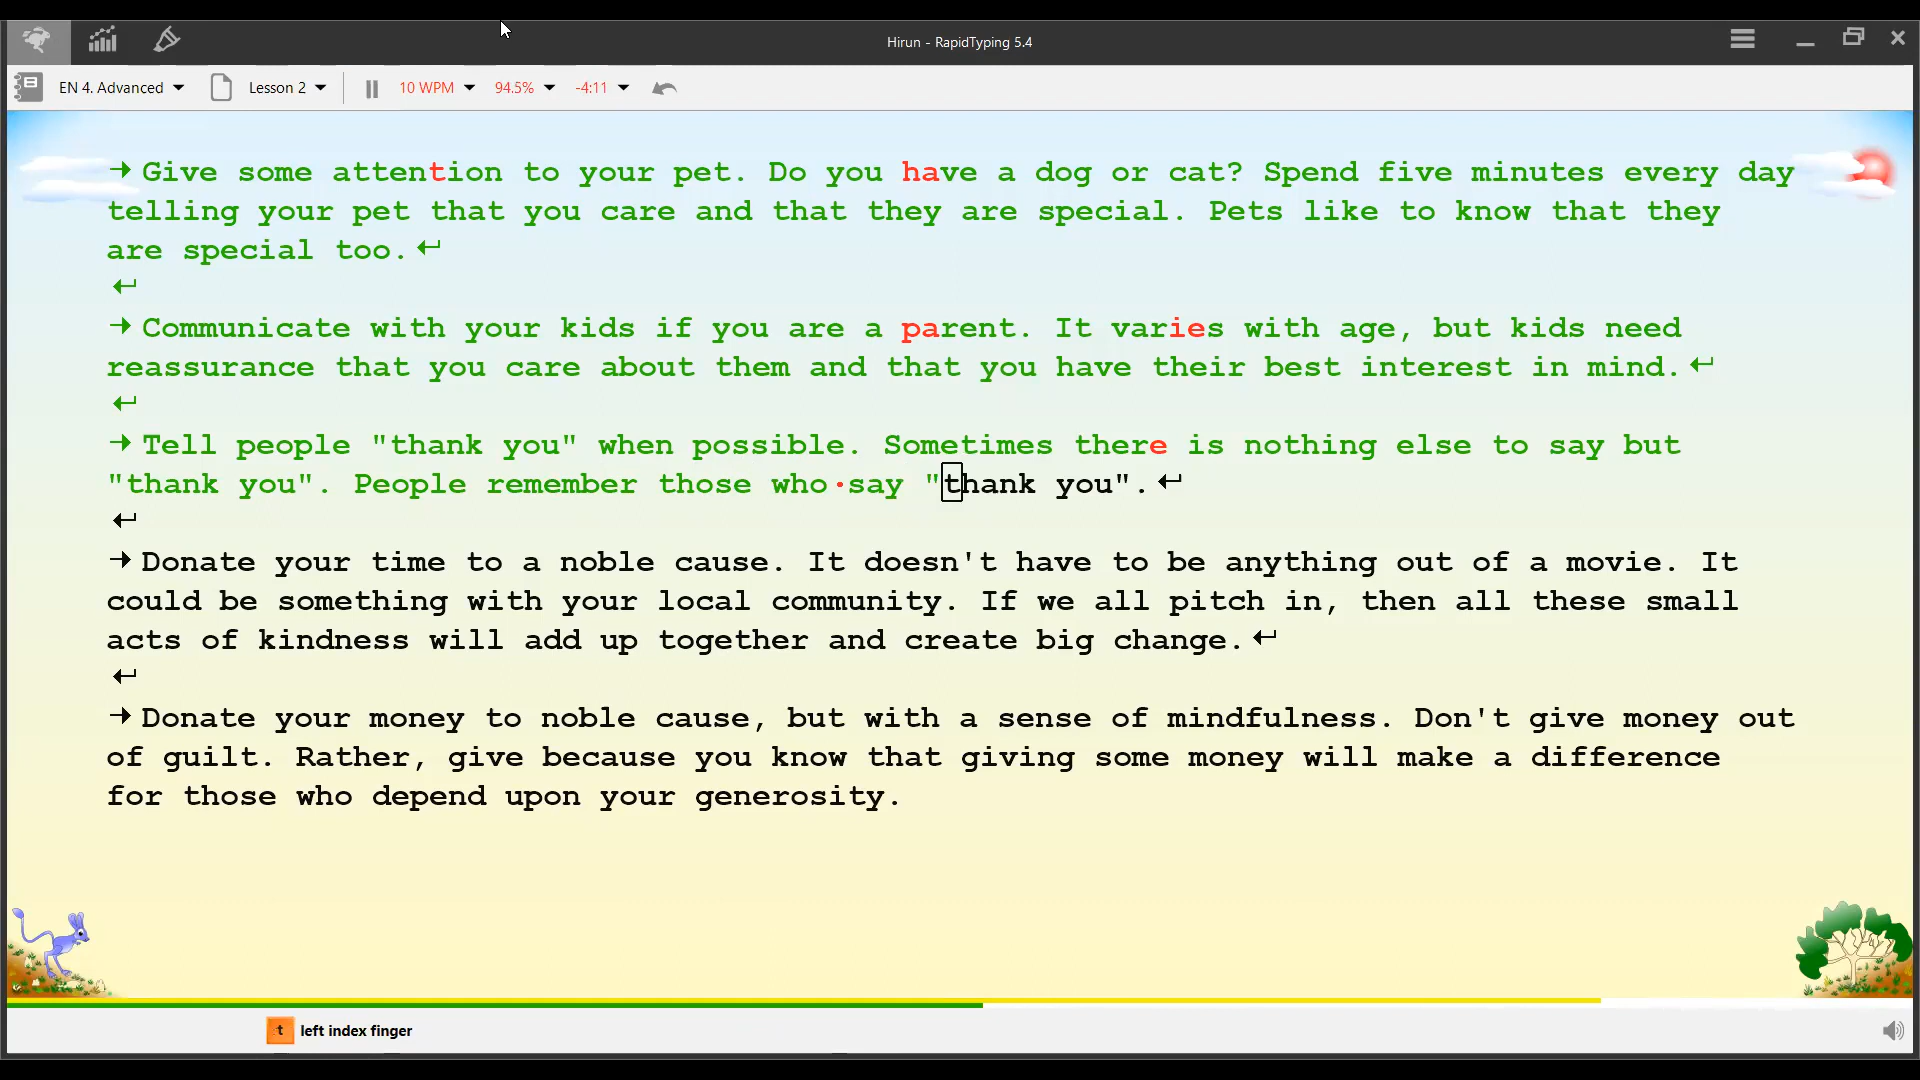 Hirun - RapidTyping 5.4
EN 4. Advanced Lesson 2 10 WPM 94.5% -4:11
→ Give some attention to your pet. Do you have a dog or cat? Spend five minutes every day
telling your pet that you care and that they are special. Pets like to know that they
are special too.↵
↵
→ Communicate with your kids if you are a parent. It varies with age, but kids need
reassurance that you care about them and that you have their best interest in mind.↵
↵
→ Tell people "thank you" when possible. Sometimes there is nothing else to say but
"thank you". People remember those who·say "thank you".↵
↵
→ Donate your time to a noble cause. It doesn't have to be anything out of a movie. It
could be something with your local community. If we all pitch in, then all these small
acts of kindness will add up together and create big change.↵
↵
→ Donate your money to noble cause, but with a sense of mindfulness. Don't give money out
of guilt. Rather, give because you know that giving some money will make a difference
for those who depend upon your generosity.
t left index finger